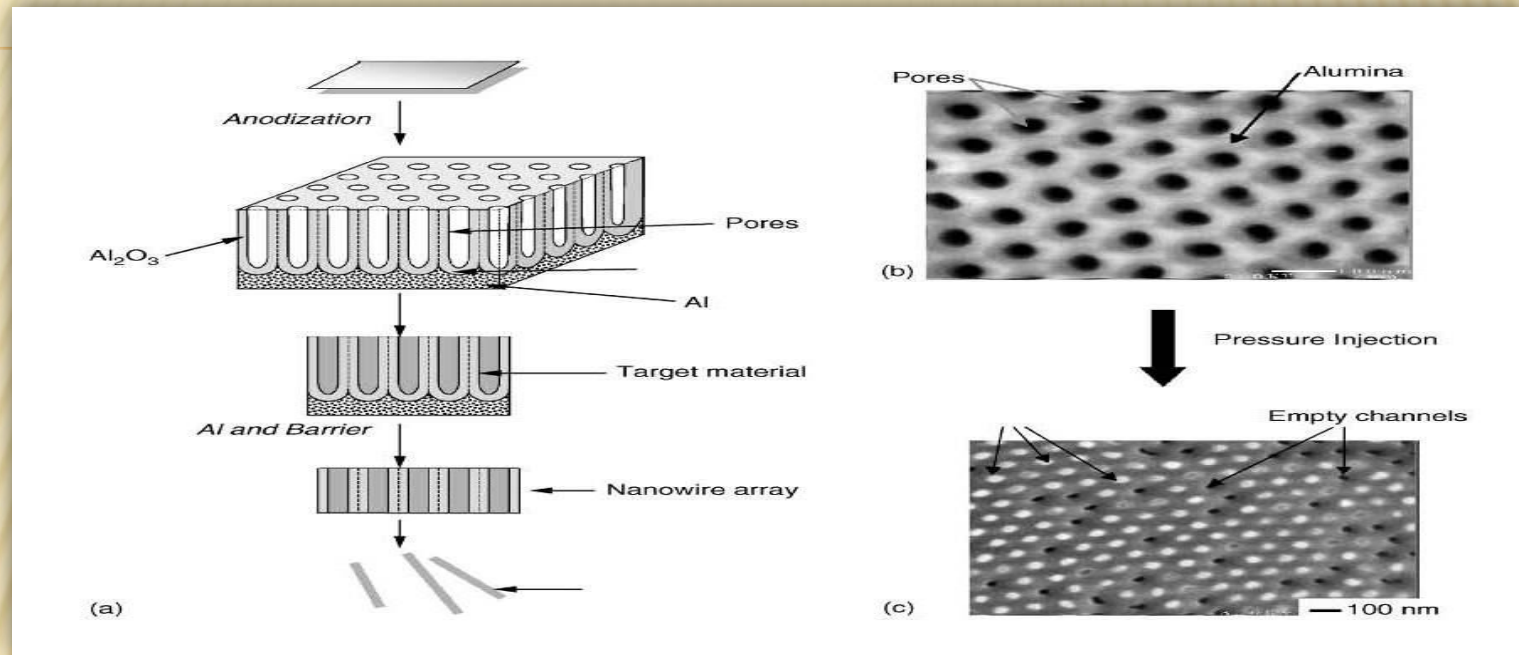 Anodization
Pores
Al₂O₃
Al
Target material
Al and Barrier
Nanowire array
(a)
Pores
Alumina
(b)
Pressure Injection
Empty channels
(c)
100 nm